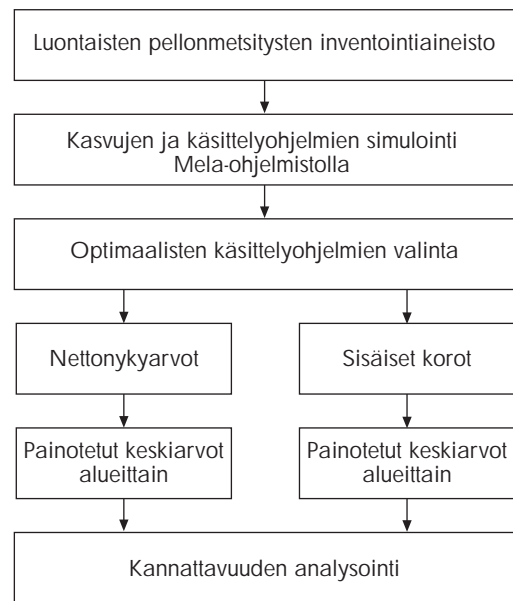 Luontaisten pellonmetsitysten inventointiaineisto
Kasvujen ja käsittelyohjelmien simulointi
Mela-ohjelmistolla
Optimaalisten käsittelyohjelmien valinta
Nettonykyarvot
Sisäiset korot
Painotetut keskiarvot
alueittain
Painotetut keskiarvot
alueittain
Kannattavuuden analysointi